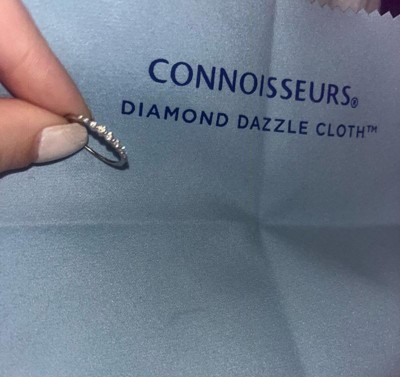 CONNOISSEURS®
DIAMOND DAZZLE CLOTH™